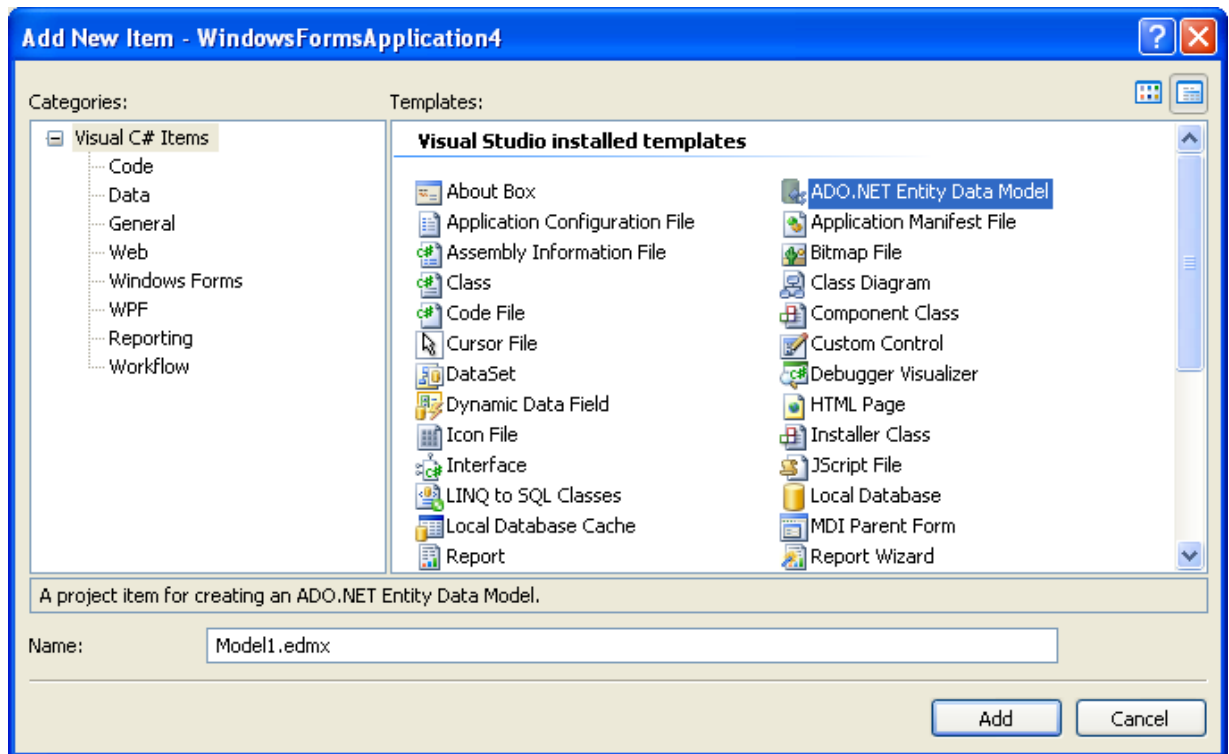 Add New Item - WindowsFormsApplication4
Categories:
Templates:
Visual C# Items
Code
Data
General
Web
Windows Forms
WPF
Reporting
Workflow
Visual Studio installed templates
About Box
ADO.NET Entity Data Model
Application Configuration File
Application Manifest File
Assembly Information File
Bitmap File
Class
Class Diagram
Code File
Component Class
Cursor File
Custom Control
DataSet
Debugger Visualizer
Dynamic Data Field
HTML Page
Icon File
Installer Class
Interface
JScript File
LINQ to SQL Classes
Local Database
Local Database Cache
MDI Parent Form
Report
Report Wizard
A project item for creating an ADO.NET Entity Data Model.
Name:
Model1.edmx
Add
Cancel